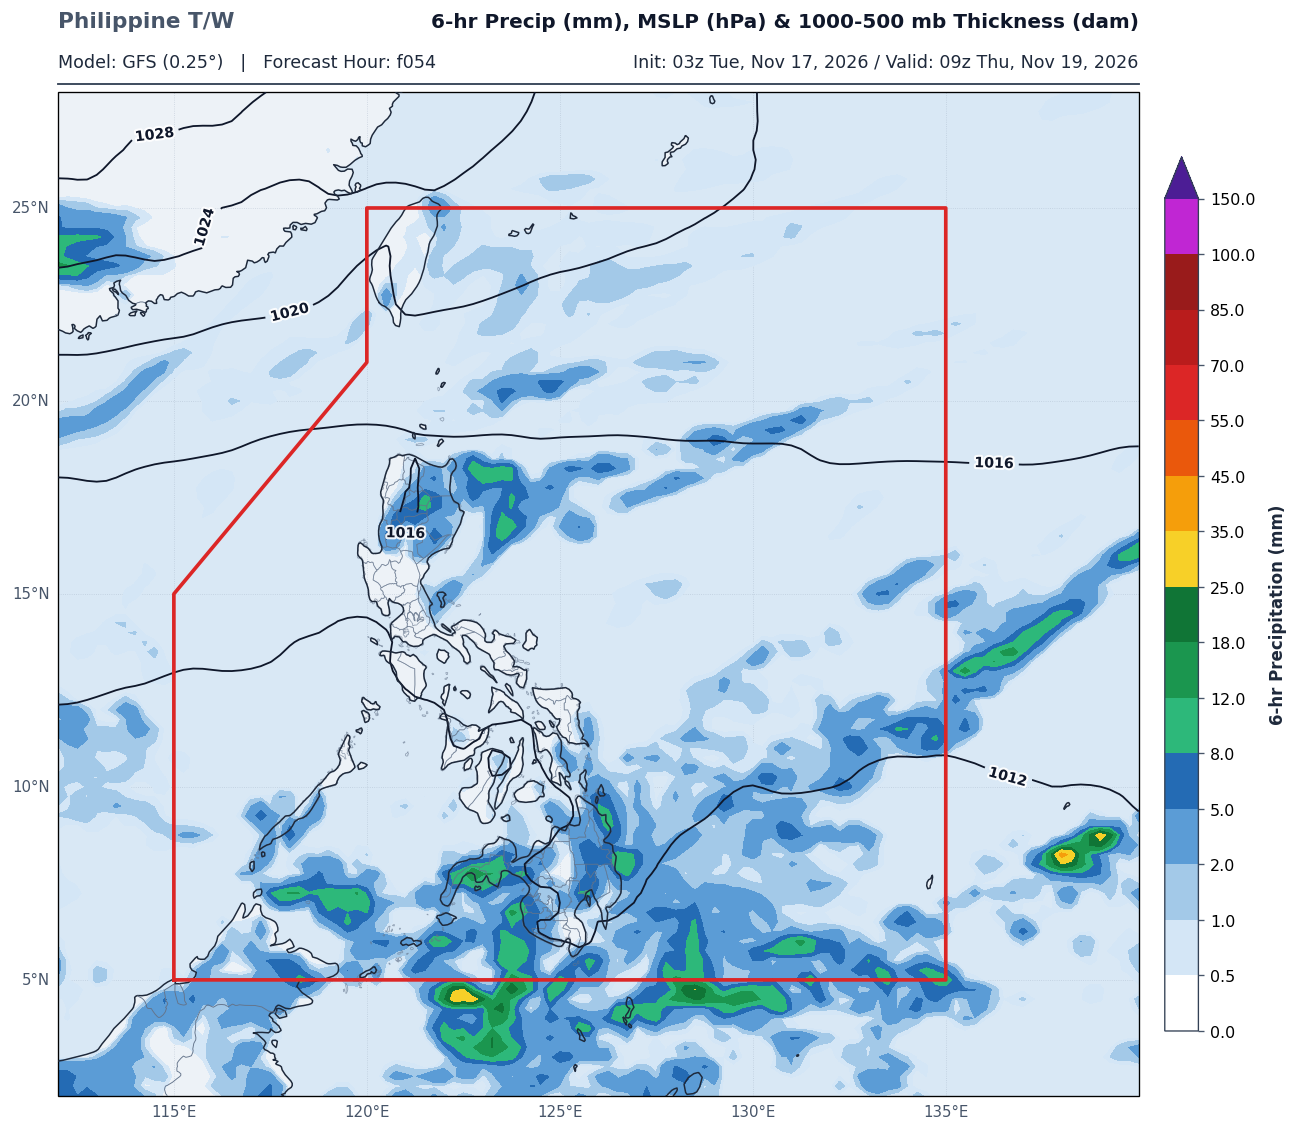 Philippine T/W
6-hr Precip (mm), MSLP (hPa) & 1000-500 mb Thickness (dam)
Model: GFS (0.25°) | Forecast Hour: f054
Init: 03z Tue, Nov 17, 2026 / Valid: 09z Thu, Nov 19, 2026
1028
1024
1020
1016
1016
1012
25°N
20°N
15°N
10°N
5°N
115°E
120°E
125°E
130°E
135°E
150.0
100.0
85.0
70.0
55.0
45.0
35.0
25.0
18.0
12.0
8.0
5.0
2.0
1.0
0.5
0.0
6-hr Precipitation (mm)